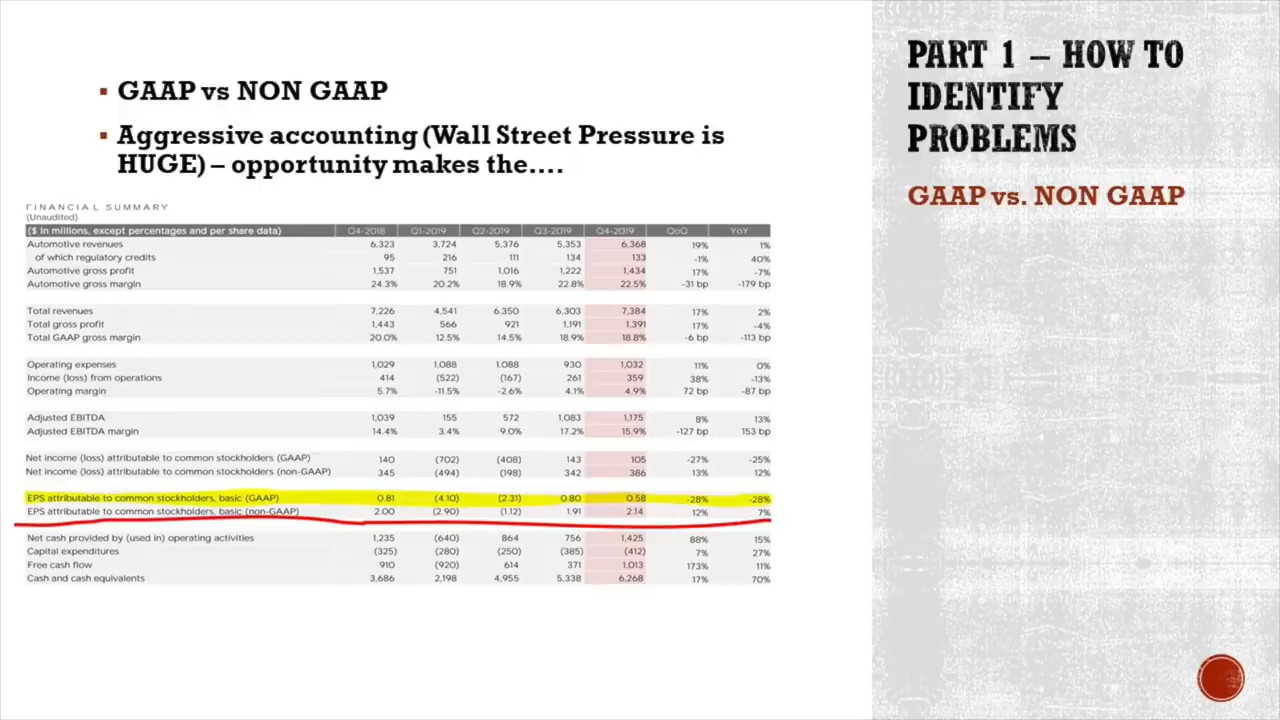 GAAP vs NON GAAP
Aggressive accounting (Wall Street Pressure is
HUGE) – opportunity makes the....
FINANCIAL SUMMARY
(Unaudited)
($ in millions, except percentages and per share data) Q4-2018 Q1-2019 Q2-2019 Q3-2019 Q4-2019 QoQ YoY
Automotive revenues 6,323 3,724 5,376 5,353 6,368 19% 1%
of which regulatory credits 95 216 111 134 133 -1% 40%
Automotive gross profit 1,537 751 1,016 1,222 1,434 17% -7%
Automotive gross margin 24.3% 20.2% 18.9% 22.8% 22.5% -31 bp -179 bp
Total revenues 7,226 4,541 6,350 6,303 7,384 17% 2%
Total gross profit 1,443 566 921 1,191 1,391 17% -4%
Total GAAP gross margin 20.0% 12.5% 14.5% 18.9% 18.8% -6 bp -113 bp
Operating expenses 1,029 1,088 1,088 930 1,032 11% 0%
Income (loss) from operations 414 (522) (167) 261 359 38% -13%
Operating margin 5.7% -11.5% -2.6% 4.1% 4.9% 72 bp -87 bp
Adjusted EBITDA 1,039 155 572 1,083 1,175 8% 13%
Adjusted EBITDA margin 14.4% 3.4% 9.0% 17.2% 15.9% -127 bp 153 bp
Net income (loss) attributable to common stockholders (GAAP) 140 (702) (408) 143 105 -27% -25%
Net income (loss) attributable to common stockholders (non-GAAP) 345 (494) (198) 342 386 13% 12%
EPS attributable to common stockholders, basic (GAAP) 0.81 (4.10) (2.31) 0.80 0.58 -28% -28%
EPS attributable to common stockholders, basic (non-GAAP) 2.00 (2.90) (1.12) 1.91 2.14 12% 7%
Net cash provided by (used in) operating activities 1,235 (640) 864 756 1,425 88% 15%
Capital expenditures (325) (280) (250) (385) (412) 7% 27%
Free cash flow 910 (920) 614 371 1,013 173% 11%
Cash and cash equivalents 3,686 2,198 4,955 5,338 6,268 17% 70%
PART 1 – HOW TO
IDENTIFY
PROBLEMS
GAAP vs. NON GAAP